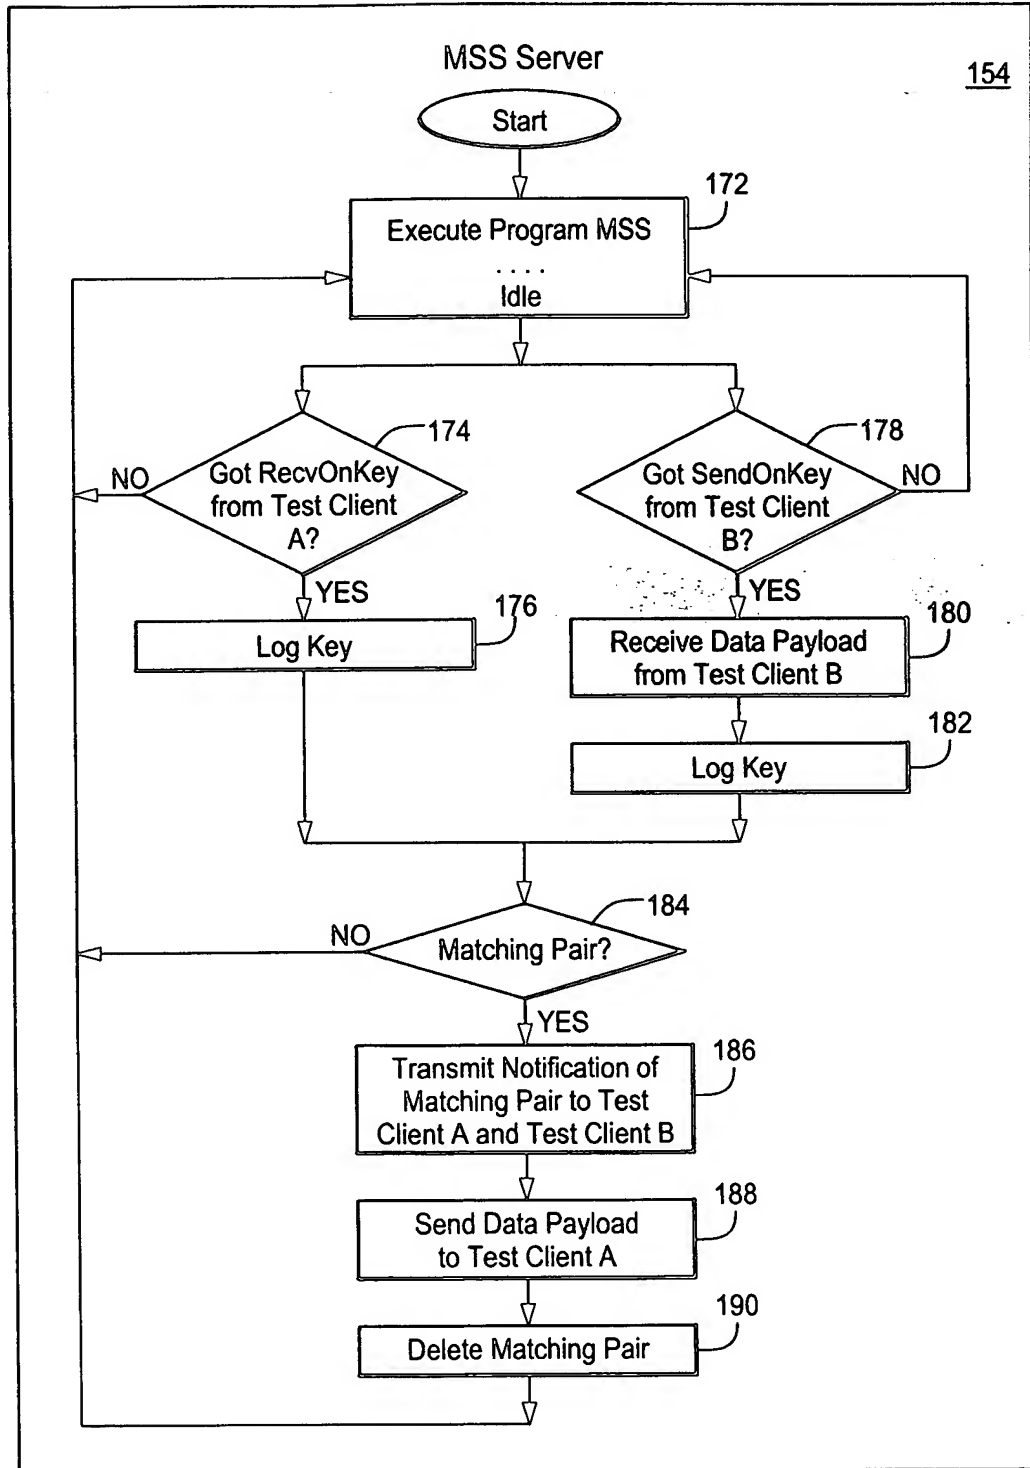 MSS Server
154
Start
172
Execute Program MSS
. . . .
Idle
174
178
NO
Got RecvOnKey
from Test Client
A?
Got SendOnKey
from Test Client
B?
NO
YES
YES
176
Log Key
180
Receive Data Payload
from Test Client B
182
Log Key
184
NO
Matching Pair?
YES
186
Transmit Notification of
Matching Pair to Test
Client A and Test Client B
188
Send Data Payload
to Test Client A
190
Delete Matching Pair